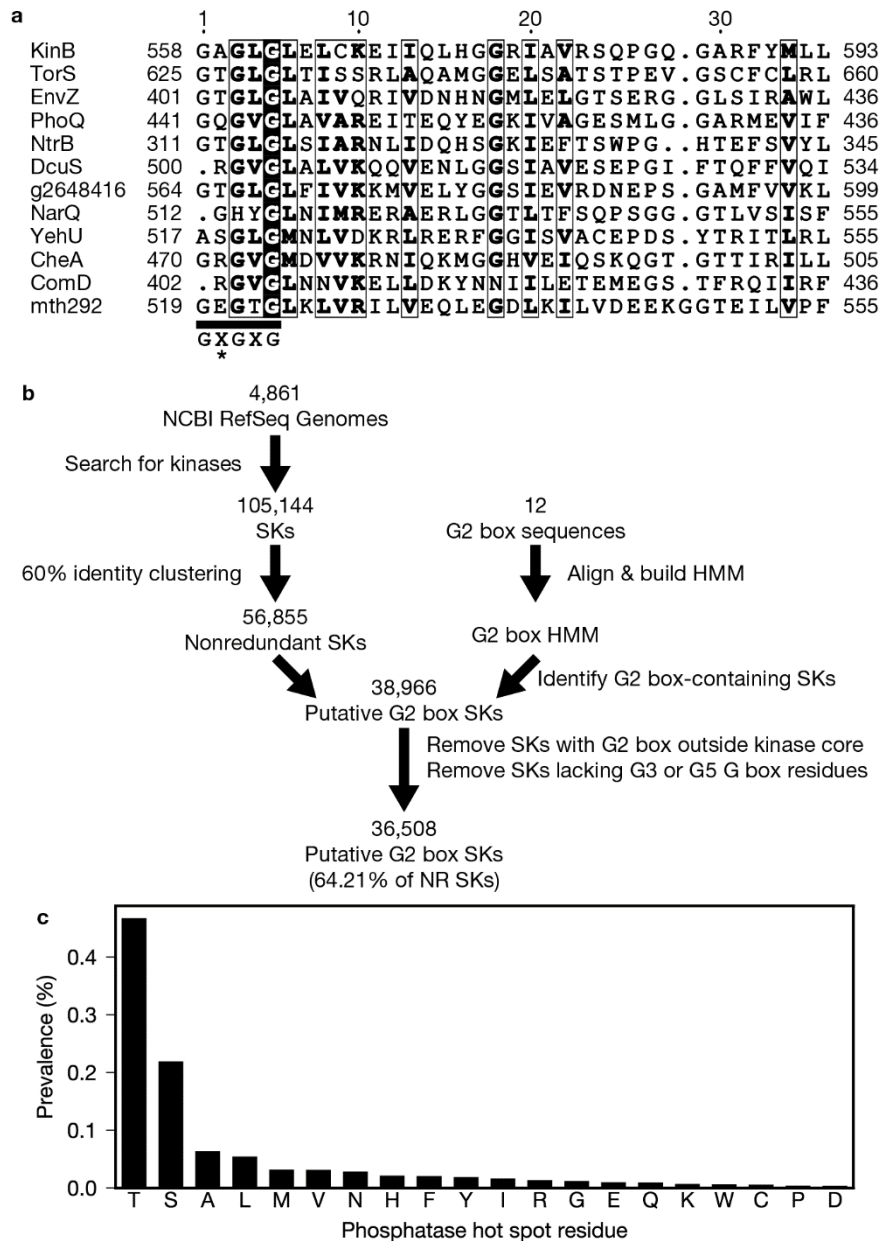 a
1 10 20 30
KinB 558 GAGLGLELCKEIIQLHGGRIAVRSQPGQ.GARFYMLL 593
TorS 625 GTGLGLTISSRLAQAMGGELSATSTPEV.GSCFCLRL 660
EnvZ 401 GTGLGLAIVQRIVDNHNGMLELGTSERG.GLSIRAWL 436
PhoQ 441 GQGVGLAVAREITEQYEGKIVAGESMLG.GARMEVIF 436
NtrB 311 GTGLGLSIARNLIDQHSGKIEFTSWPG..HTEFSVYL 345
DcuS 500 .RGVGLAVKQQVENLGGSIAVESEPGI.FTQFFVQI 534
g2648416 564 GTGLGLFIVKKMVELYGGSIEVRDNEPS.GAMFVVKL 599
NarQ 512 .GHYGLNIMRERAERLGGTLTFSQPSGG.GTLVSISF 555
YehU 517 ASGLGMNLVDKRLRERFGGISVACEPDS.YTRITLRL 555
CheA 470 GRGVGMDVVKRNIQKMGGHVEIQSKQGT.GTTIRILL 505
ComD 402 .RGVGLNNVKELLDKYNNIILETEMEGS.TFRQIIRF 436
mth292 519 GEGTGLKLVRILVEQLEGDLKILVDEKGGTEILVPF 555
GXGXG
*
b
4,861
NCBI RefSeq Genomes
Search for kinases
105,144
SKs
12
G2 box sequences
60% identity clustering
Align & build HMM
56,855
Nonredundant SKs
G2 box HMM
Identify G2 box-containing SKs
38,966
Putative G2 box SKs
Remove SKs with G2 box outside kinase core
Remove SKs lacking G3 or G5 G box residues
36,508
Putative G2 box SKs
(64.21% of NR SKs)
c
Prevalence (%)
0.4
0.3
0.2
0.1
0.0
T S A L M V N H F Y I R G E Q K W C P D
Phosphatase hot spot residue